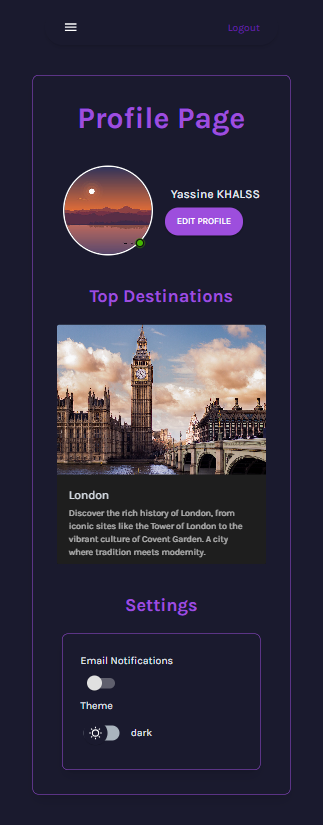 Logout
Profile Page
Yassine KHALSS
EDIT PROFILE
Top Destinations
London
Discover the rich history of London, from
iconic sites like the Tower of London to the
vibrant culture of Covent Garden. A city
where tradition meets modernity.
Settings
Email Notifications
Theme
dark